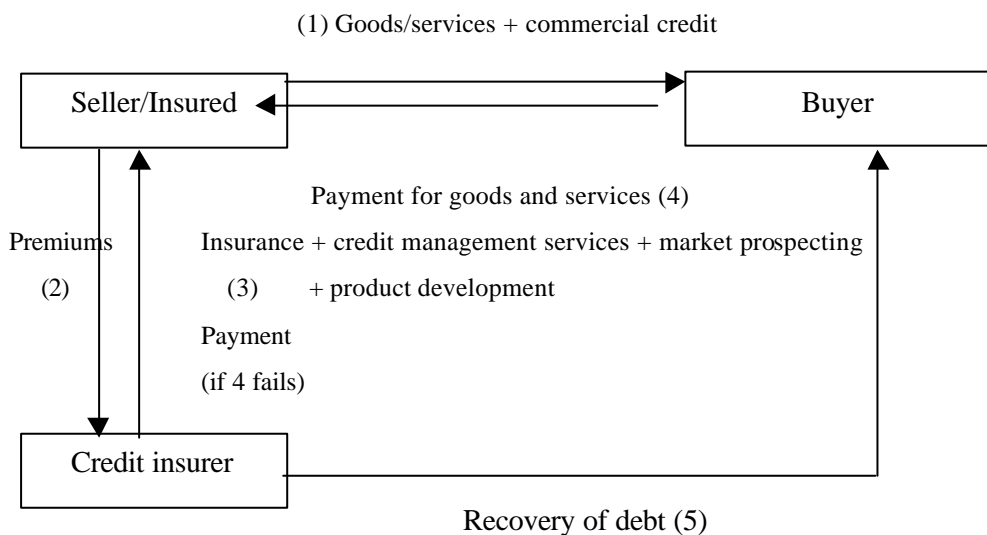 (1) Goods/services + commercial credit
Seller/Insured
Buyer
Payment for goods and services (4)
Premiums
(2)
Insurance + credit management services + market prospecting
(3) + product development
Payment
(if 4 fails)
Credit insurer
Recovery of debt (5)